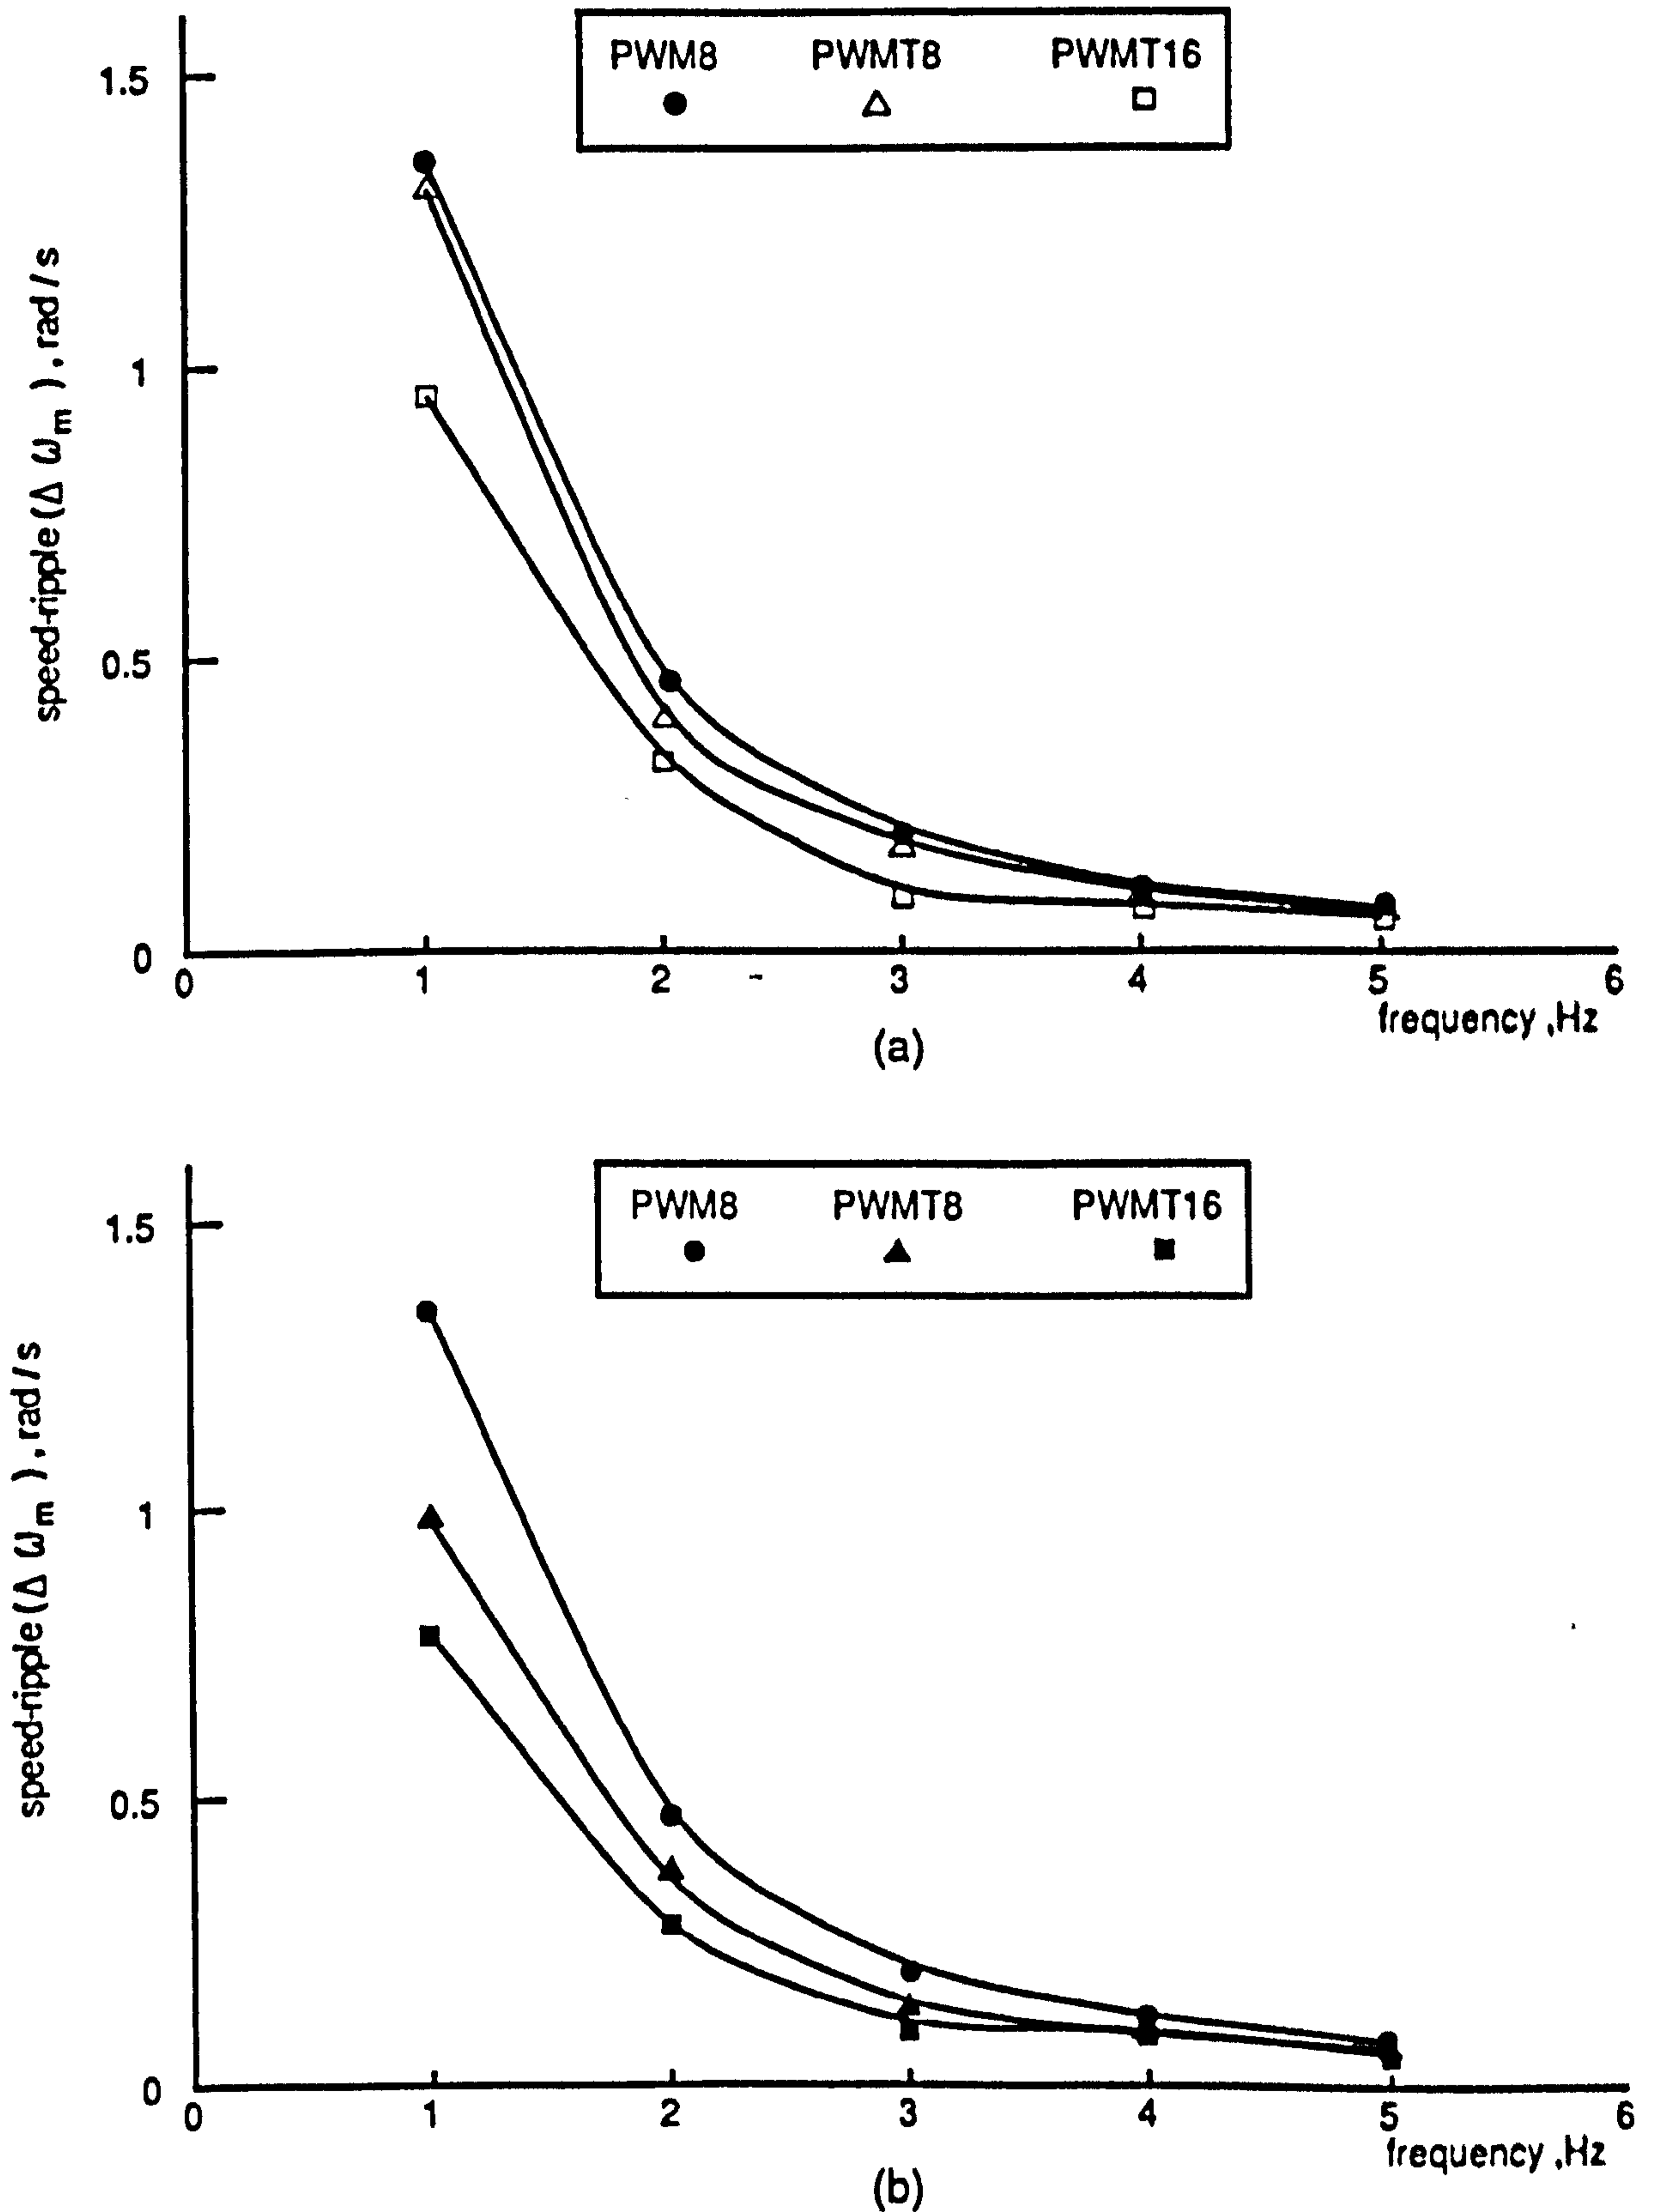 PWM8 PWMT8 PWMT16
1.5
1
0.5
0
speed-ripple (Δ ωm), rad/s
0 1 2 3 4 5 6
frequency ,Hz
(a)
PWM8 PWMT8 PWMT16
1.5
1
0.5
0
speed-ripple (Δ ωm), rad/s
0 1 2 3 4 5 6
frequency ,Hz
(b)